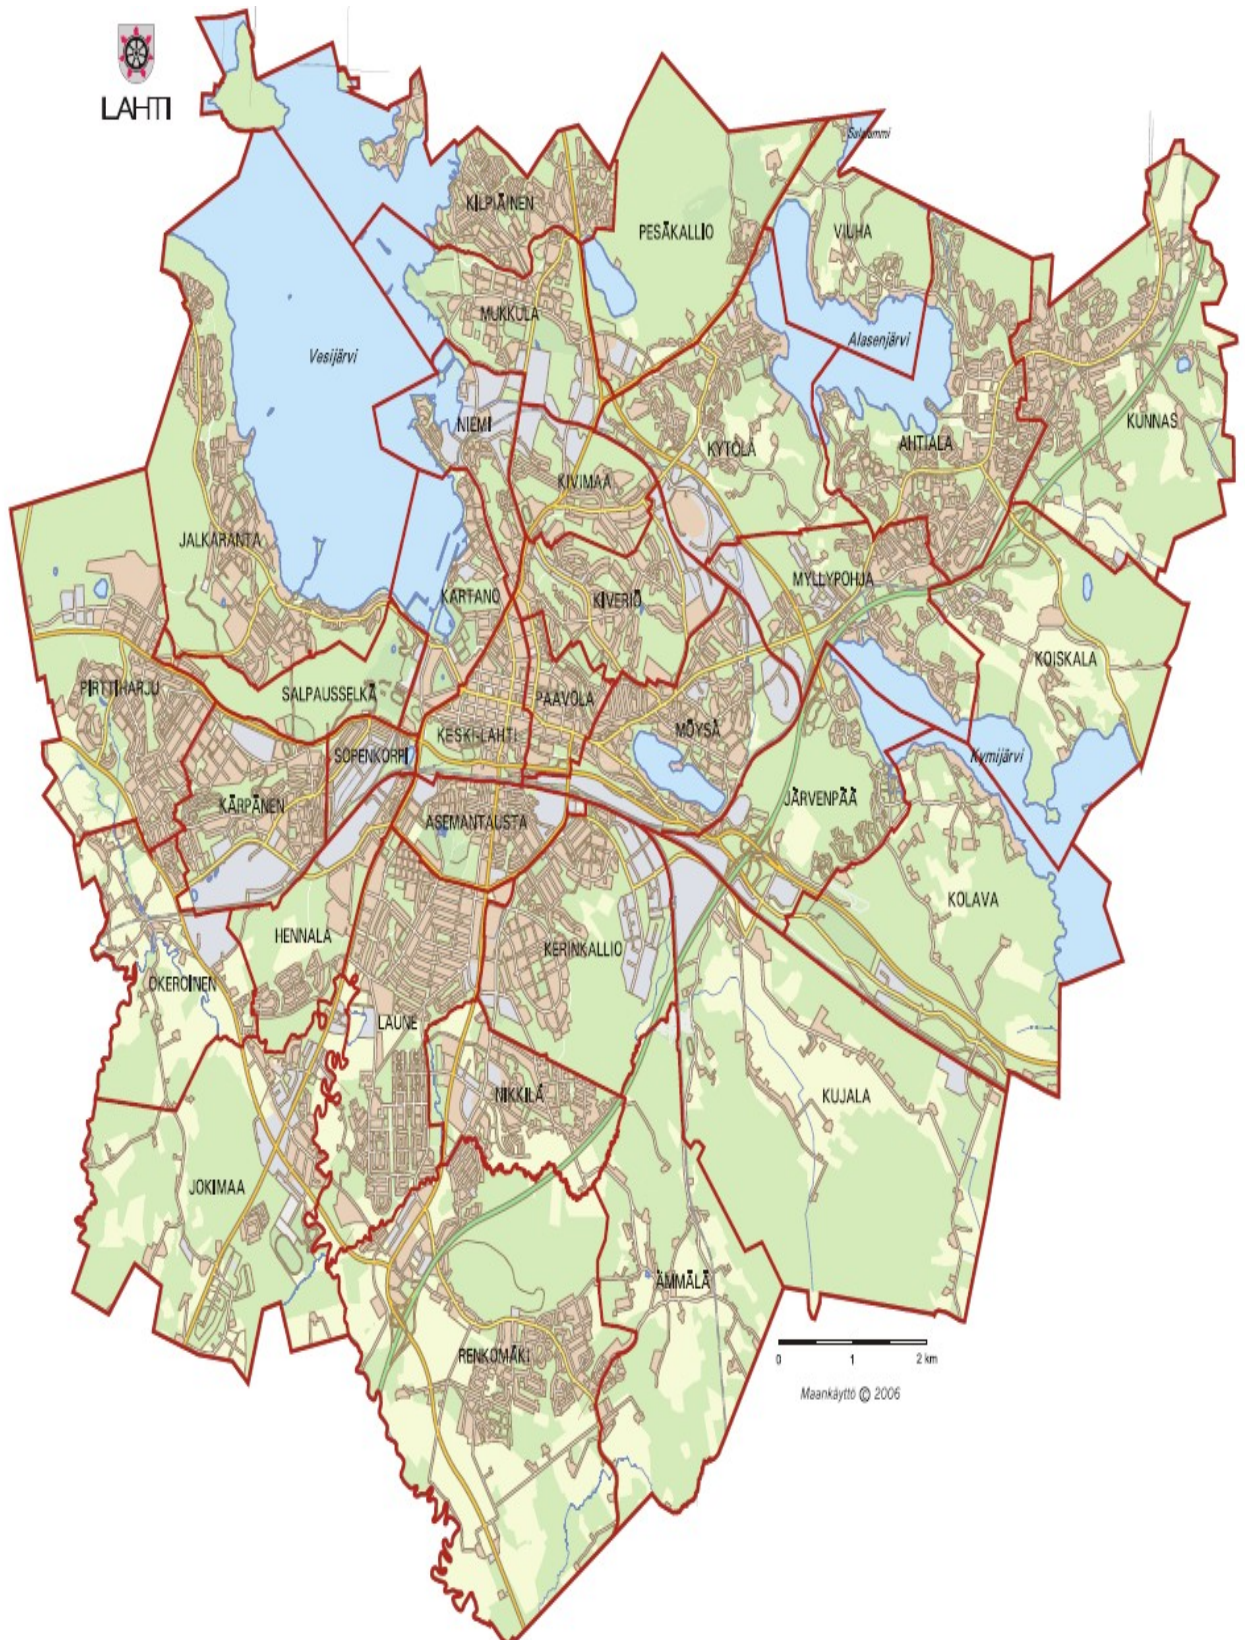 LAHTI
Salpammi
KILPIÄINEN
PESÄKALLIO
VIUHA
MUKKULA
Vesijärvi
Alasenjärvi
NIEMI
KUNNAS
KYTÖLÄ
AHTIALA
KIVIMAA
JALKARANTA
MYLLYPOHJA
KARTANO
KIVERIÖ
KOISKALA
PIRTTIHARJU
SALPAUSSELKÄ
PAAVOLA
MÖYSÄ
KESKI-LAHTI
SOPENKORPI
Kymijärvi
KÄRPÄNEN
JÄRVENPÄÄ
ASEMANTAUSTA
KOLAVA
HENNALA
KERINKALLIO
OKEROINEN
LAUNE
NIKKILÄ
KUJALA
JOKIMAA
ÄMMÄLÄ
RENKOMÄKI
0 1 2 km
Maankäyttö © 2006